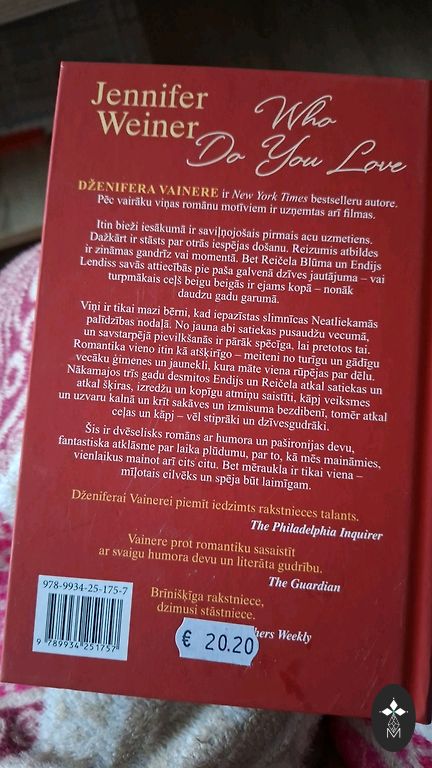 Jennifer
Weiner
Who
Do You Love
DŽENIFERA VAINERE ir New York Times bestselleru autore.
Pēc vairāku viņas romānu motīviem ir uzņemtas arī filmas.
Itin bieži iesākumā ir saviļņojošais pirmais acu uzmetiens.
Dažkārt ir stāsts par otrās iespējas došanu. Reizumis atbildes
ir zināmas gandrīz vai momentā. Bet Reičela Blūma un Endijs
Lendiss savās attiecībās pie paša galvenā dzīves jautājuma – vai
turpmākais ceļš beigu beigās ir ejams kopā – nonāk
daudzu gadu garumā.
Viņi ir tikai mazi bērni, kad iepazīstas slimnīcas Neatliekamās
palīdzības nodaļā. No jauna abi satiekas pusaudžu vecumā,
un savstarpējā pievilkšanās ir pārāk spēcīga, lai pretotos tai.
Romantika vieno itin kā atšķirīgo – meiteni no turīgu un gādīgu
vecāku ģimenes un jaunekli, kura māte viena rūpējas par dēlu.
Nākamajos trīs gadu desmitos Endijs un Reičela atkal satiekas un
atkal šķiras, izredžu un kopīgu atmiņu saistīti, kāpj veiksmes
un uzvaru kalnā un krīt sakāves un izmisuma bezdibenī, tomēr atkal
ceļas un kāpj – vēl stiprāki un dzīvesgudrāki.
Šis ir dvēselisks romāns ar humora un pašironijas devu,
fantastiska atklāsme par laika plūdumu, par to, kā mēs maināmies,
vienlaikus mainot arī cits citu. Bet mēraukla ir tikai viena –
mīļotais cilvēks un spēja būt laimīgam.
Dženiferai Vainerei piemīt iedzimts rakstnieces talants.
The Philadelphia Inquirer
Vainere prot romantiku sasaistīt
ar svaigu humora devu un literāta gudrību.
The Guardian
Brīnišķīga rakstniece,
dzimusi stāstniece.
hers Weekly
978-9934-25-175-7
9 789934 251757
€ 20.20
M